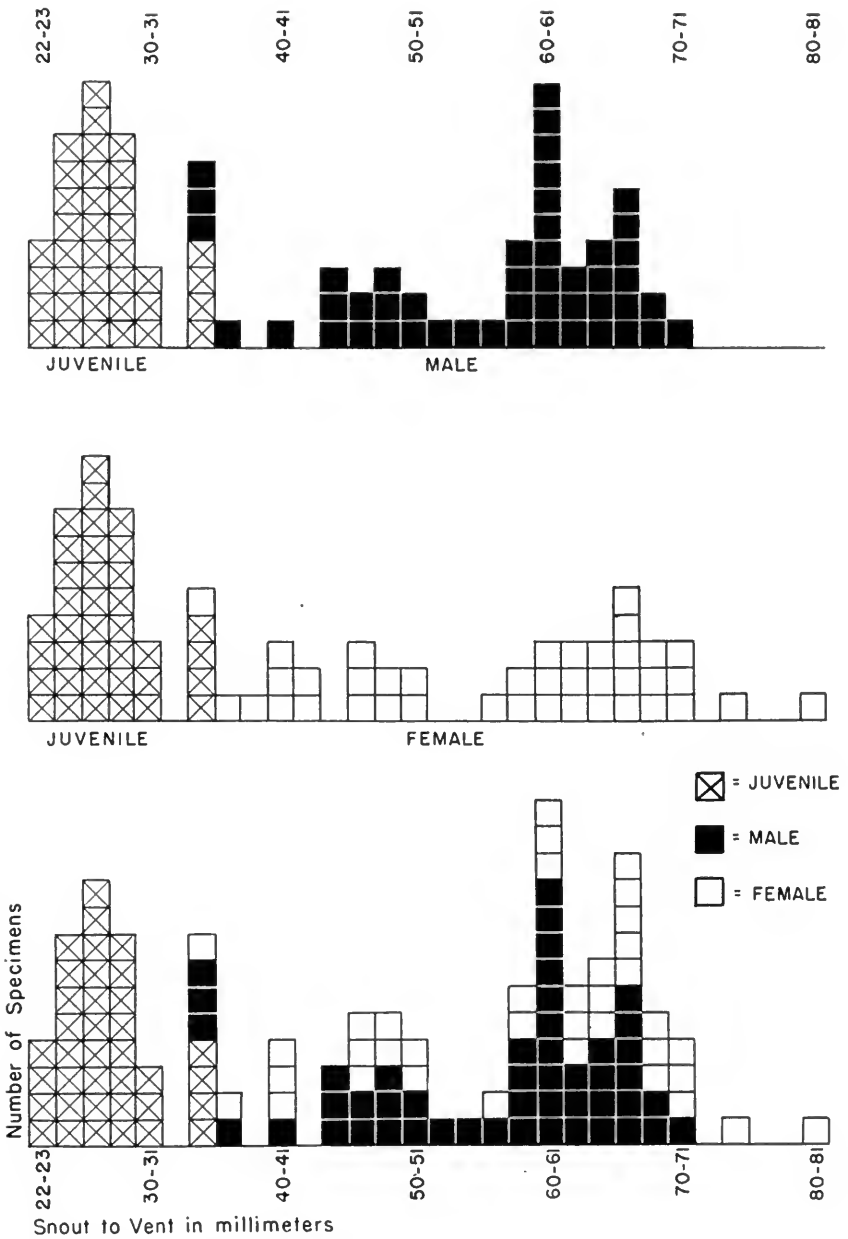 22-23 30-31 40-41 50-51 60-61 70-71 80-81
JUVENILE MALE
JUVENILE FEMALE
= JUVENILE
= MALE
= FEMALE
Number of Specimens
22-23 30-31 40-41 50-51 60-61 70-71 80-81
Snout to Vent in millimeters